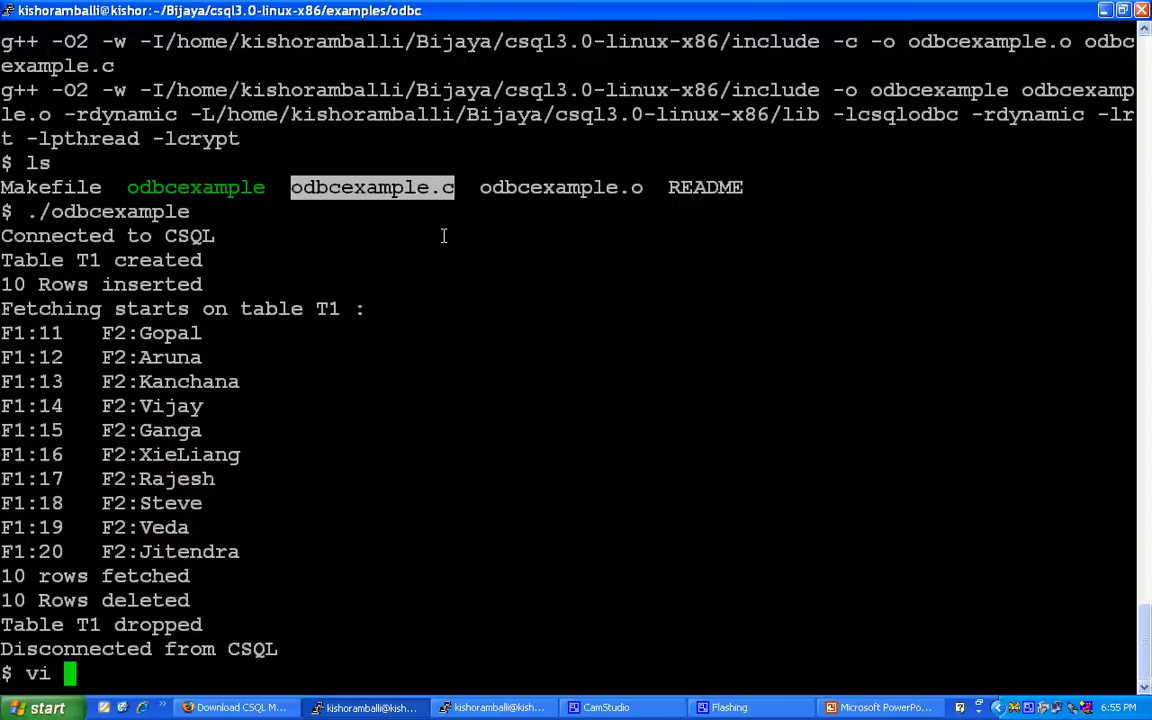 kishoramballi@kishor:~/Bijaya/csql3.0-linux-x86/examples/odbc
g++ -O2 -w -I/home/kishoramballi/Bijaya/csql3.0-linux-x86/include -c -o odbcexample.o odbc
example.c
g++ -O2 -w -I/home/kishoramballi/Bijaya/csql3.0-linux-x86/include -o odbcexample odbcexamp
le.o -rdynamic -L/home/kishoramballi/Bijaya/csql3.0-linux-x86/lib -lcsqlodbc -rdynamic -lr
t -lpthread -lcrypt
$ ls
Makefile odbcexample odbcexample.c odbcexample.o README
$ ./odbcexample
Connected to CSQL
Table T1 created
10 Rows inserted
Fetching starts on table T1 :
F1:11 F2:Gopal
F1:12 F2:Aruna
F1:13 F2:Kanchana
F1:14 F2:Vijay
F1:15 F2:Ganga
F1:16 F2:XieLiang
F1:17 F2:Rajesh
F1:18 F2:Steve
F1:19 F2:Veda
F1:20 F2:Jitendra
10 rows fetched
10 Rows deleted
Table T1 dropped
Disconnected from CSQL
$ vi
start Download CSQL M... kishoramballi@kish... kishoramballi@kish... CamStudio Flashing Microsoft PowerPo... 6:55 PM